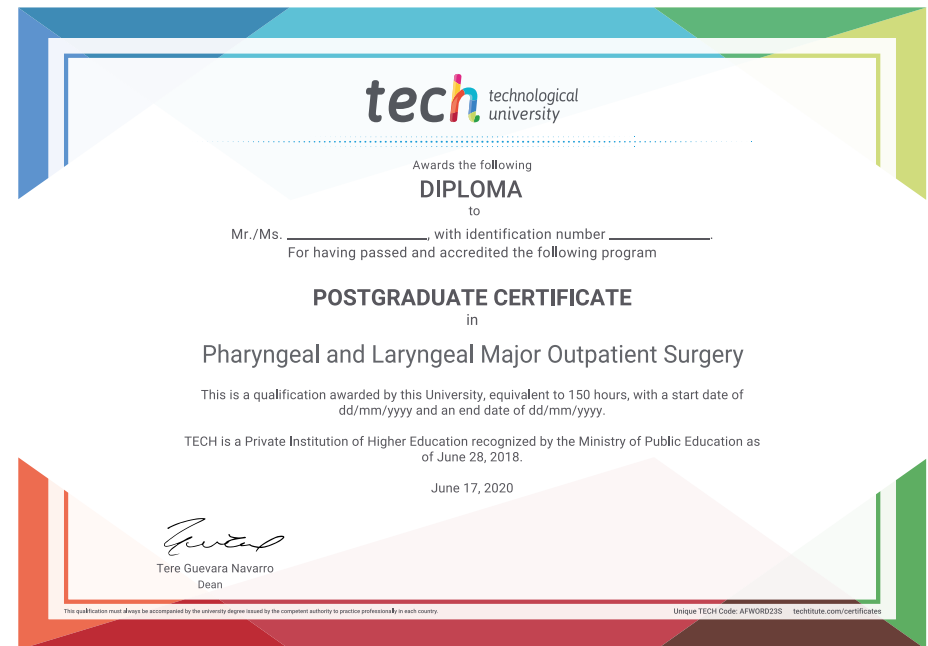 tech technological
university
Awards the following
DIPLOMA
to
Mr./Ms. ____________________, with identification number ______________.
For having passed and accredited the following program
POSTGRADUATE CERTIFICATE
in
Pharyngeal and Laryngeal Major Outpatient Surgery
This is a qualification awarded by this University, equivalent to 150 hours, with a start date of
dd/mm/yyyy and an end date of dd/mm/yyyy.
TECH is a Private Institution of Higher Education recognized by the Ministry of Public Education as
of June 28, 2018.
June 17, 2020
Tere Guevara Navarro
Dean
This qualification must always be accompanied by the university degree issued by the competent authority to practice professionally in each country.
Unique TECH Code: AFWORD23S techtitute.com/certificates